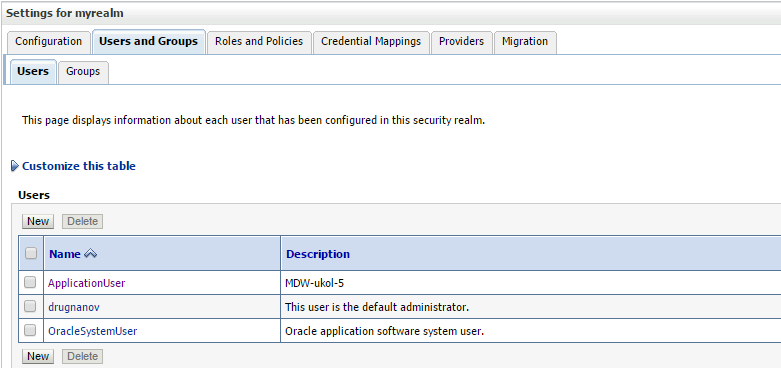 Settings for myrealm
Configuration Users and Groups Roles and Policies Credential Mappings Providers Migration
Users Groups
This page displays information about each user that has been configured in this security realm.
Customize this table
Users
New Delete
Name Description
ApplicationUser MDW-ukol-5
drugnanov This user is the default administrator.
OracleSystemUser Oracle application software system user.
New Delete